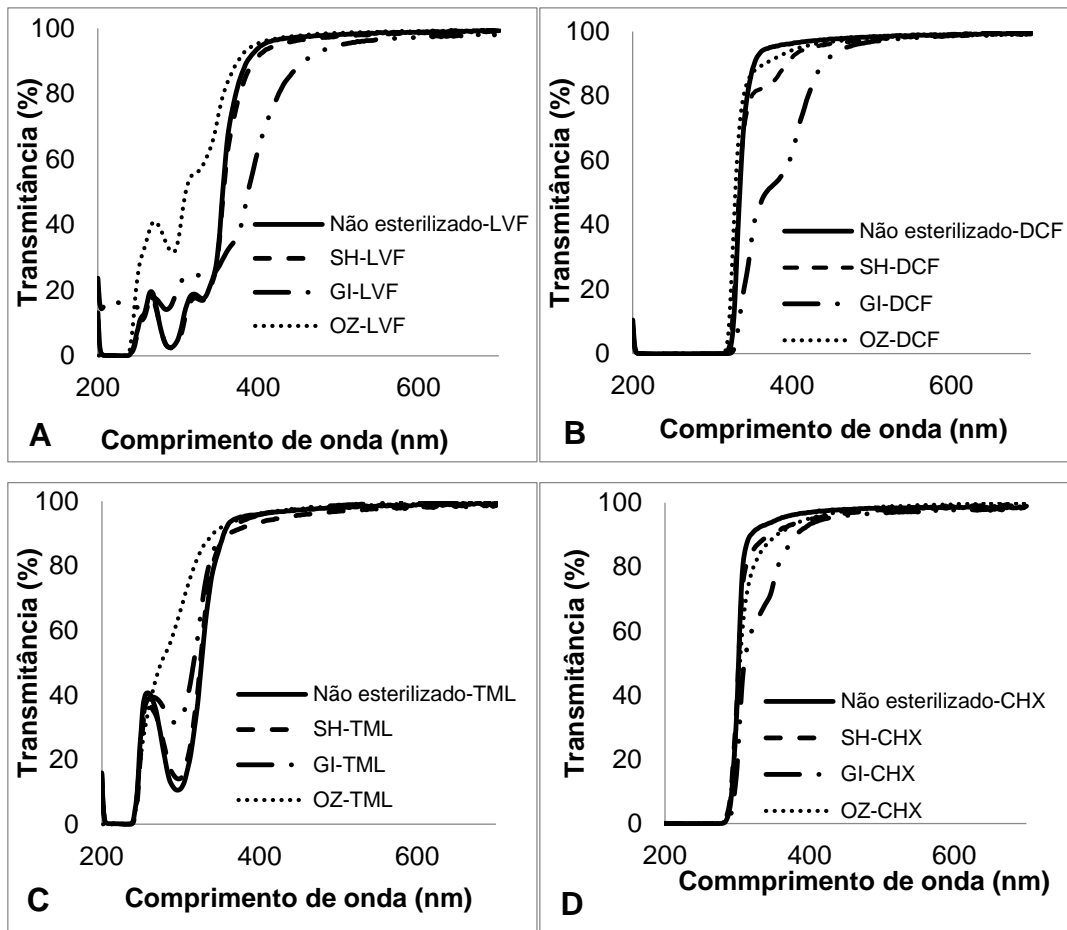 Transmitância (%)
100
80
60
40
20
0
200
400
600
Não esterilizado-LVF
SH-LVF
GI-LVF
OZ-LVF
A
Comprimento de onda (nm)
Transmitância (%)
100
80
60
40
20
0
200
400
600
Não esterilizado-DCF
SH-DCF
GI-DCF
OZ-DCF
B
Comprimento de onda (nm)
Transmitância (%)
100
80
60
40
20
0
200
400
600
Não esterilizado-TML
SH-TML
GI-TML
OZ-TML
C
Comprimento de onda (nm)
Transmitância (%)
100
80
60
40
20
0
200
400
600
Não esterilizado-CHX
SH-CHX
GI-CHX
OZ-CHX
D
Commprimento de onda (nm)